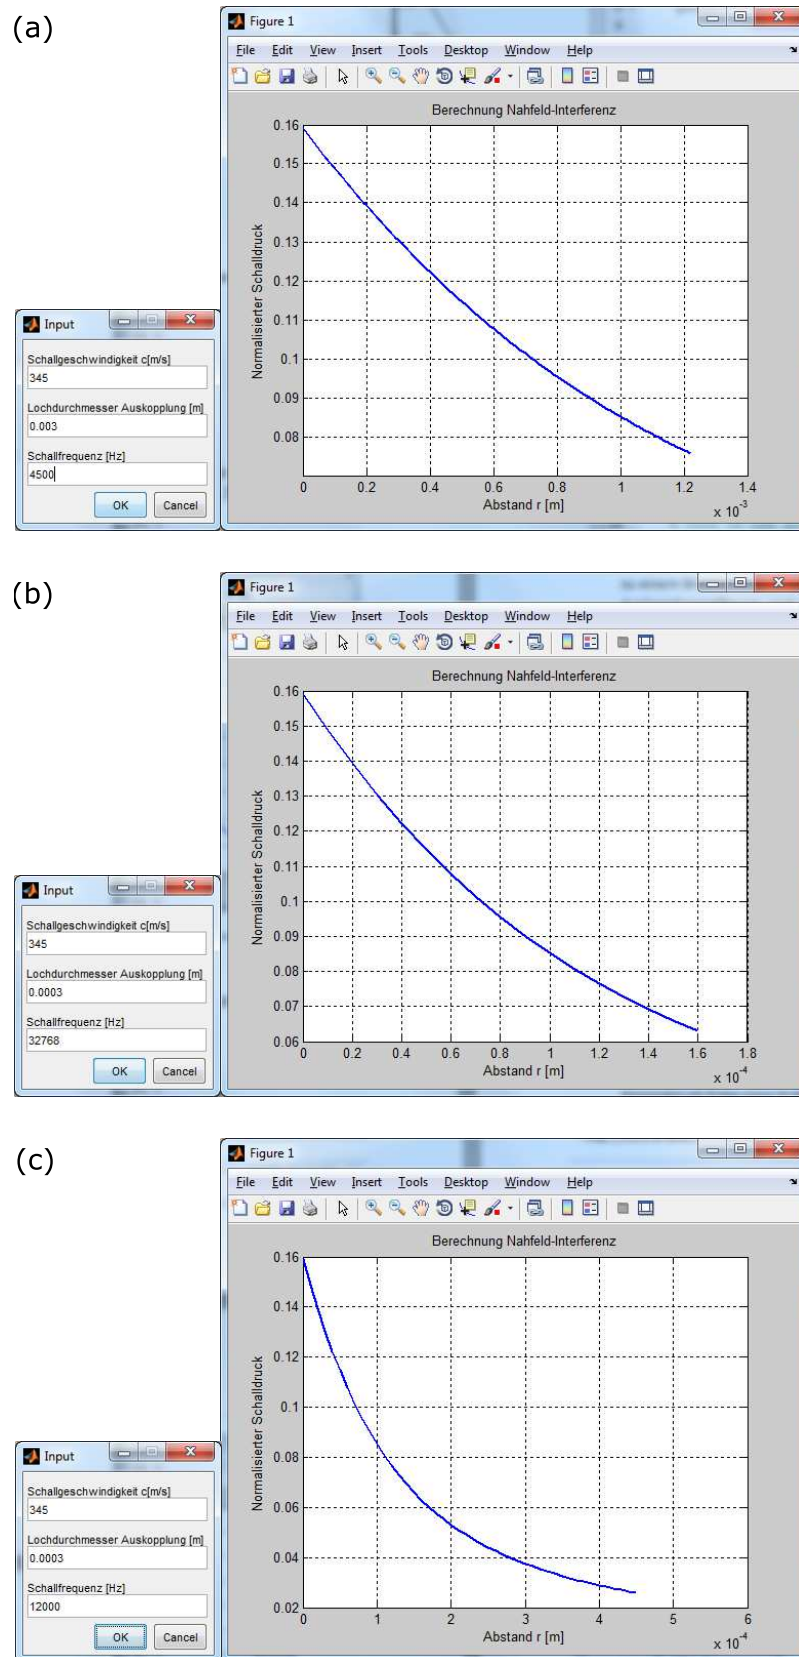 (a)
Figure 1
File Edit View Insert Tools Desktop Window Help
Berechnung Nahfeld-Interferenz
Normalisierter Schalldruck
0.16
0.15
0.14
0.13
0.12
0.11
0.1
0.09
0.08
0 0.2 0.4 0.6 0.8 1 1.2 1.4
Abstand r [m]
x 10-3
Input
Schallgeschwindigkeit c[m/s]
345
Lochdurchmesser Auskopplung [m]
0.003
Schallfrequenz [Hz]
4500
OK Cancel
(b)
Figure 1
File Edit View Insert Tools Desktop Window Help
Berechnung Nahfeld-Interferenz
Normalisierter Schalldruck
0.16
0.15
0.14
0.13
0.12
0.11
0.1
0.09
0.08
0.07
0.06
0 0.2 0.4 0.6 0.8 1 1.2 1.4 1.6 1.8
Abstand r [m]
x 10-4
Input
Schallgeschwindigkeit c[m/s]
345
Lochdurchmesser Auskopplung [m]
0.0003
Schallfrequenz [Hz]
32768
OK Cancel
(c)
Figure 1
File Edit View Insert Tools Desktop Window Help
Berechnung Nahfeld-Interferenz
Normalisierter Schalldruck
0.16
0.14
0.12
0.1
0.08
0.06
0.04
0.02
0 1 2 3 4 5 6
Abstand r [m]
x 10-4
Input
Schallgeschwindigkeit c[m/s]
345
Lochdurchmesser Auskopplung [m]
0.0003
Schallfrequenz [Hz]
12000
OK Cancel